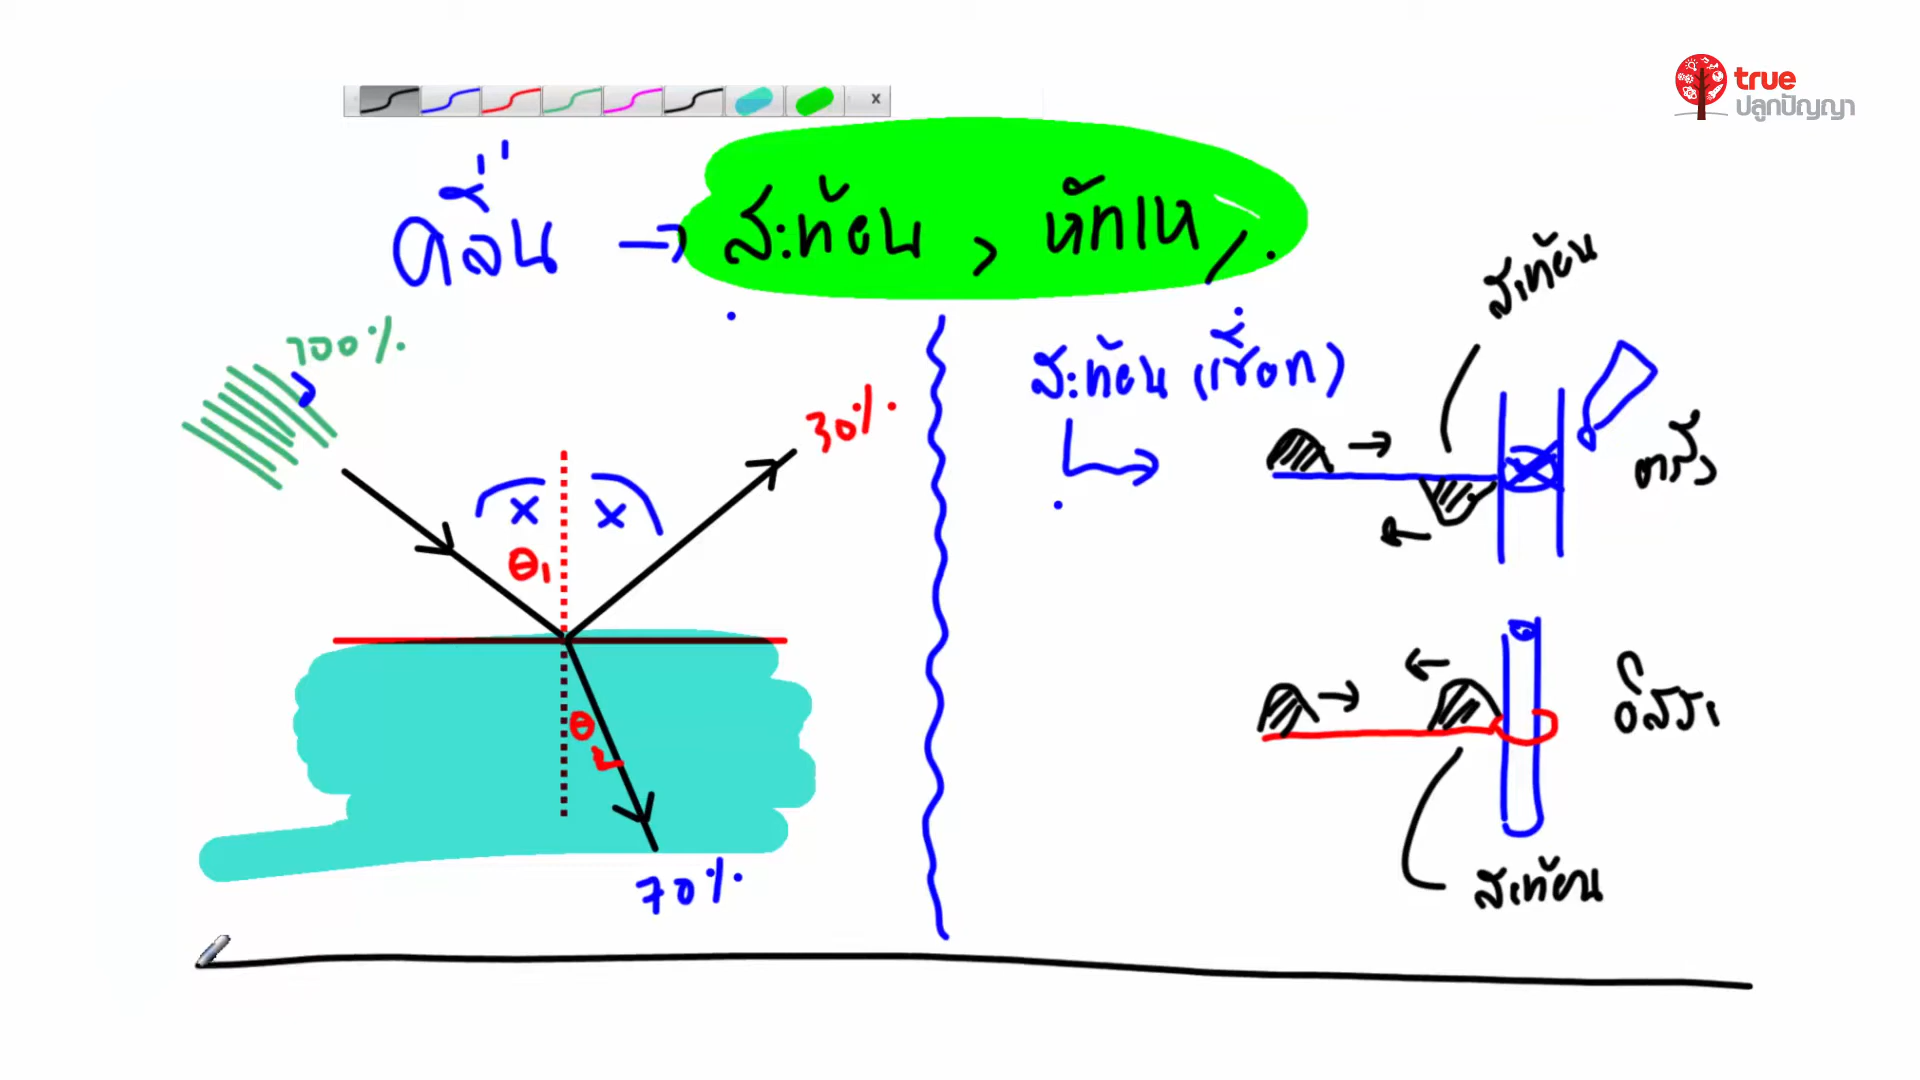 true
ปลูกปัญญา
คลื่น → สะท้อน , หักเห
100%
30%
x x
θ₁
θ
70%
สะท้อน (เชือก)
สะท้อน
ตรึง
อิสระ
สะท้อน